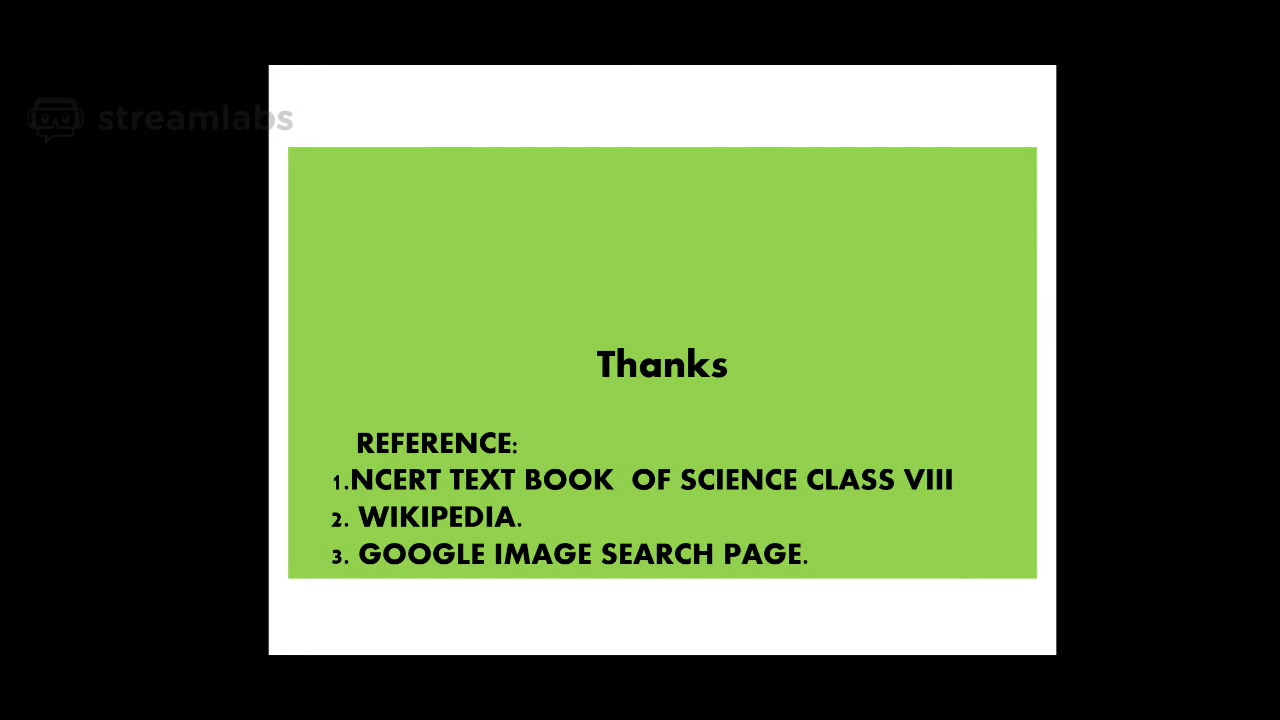 streamlabs
Thanks
REFERENCE:
1.NCERT TEXT BOOK  OF SCIENCE CLASS VIII
2. WIKIPEDIA.
3. GOOGLE IMAGE SEARCH PAGE.